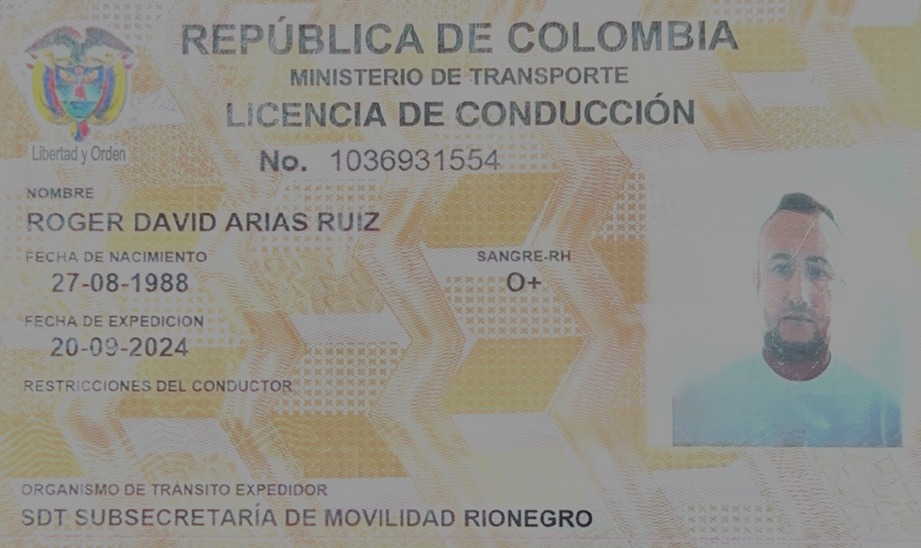 REPÚBLICA DE COLOMBIA
MINISTERIO DE TRANSPORTE
LICENCIA DE CONDUCCIÓN
Libertad y Orden
No. 1036931554
NOMBRE
ROGER DAVID ARIAS RUIZ
FECHA DE NACIMIENTO
27-08-1988
SANGRE-RH
O+
FECHA DE EXPEDICION
20-09-2024
RESTRICCIONES DEL CONDUCTOR
ORGANISMO DE TRÁNSITO EXPEDIDOR
SDT SUBSECRETARÍA DE MOVILIDAD RIONEGRO